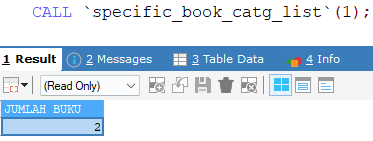 CALL `specific_book_catg_list`(1);
1 Result 2 Messages 3 Table Data 4 Info
(Read Only)
JUMLAH BUKU
2